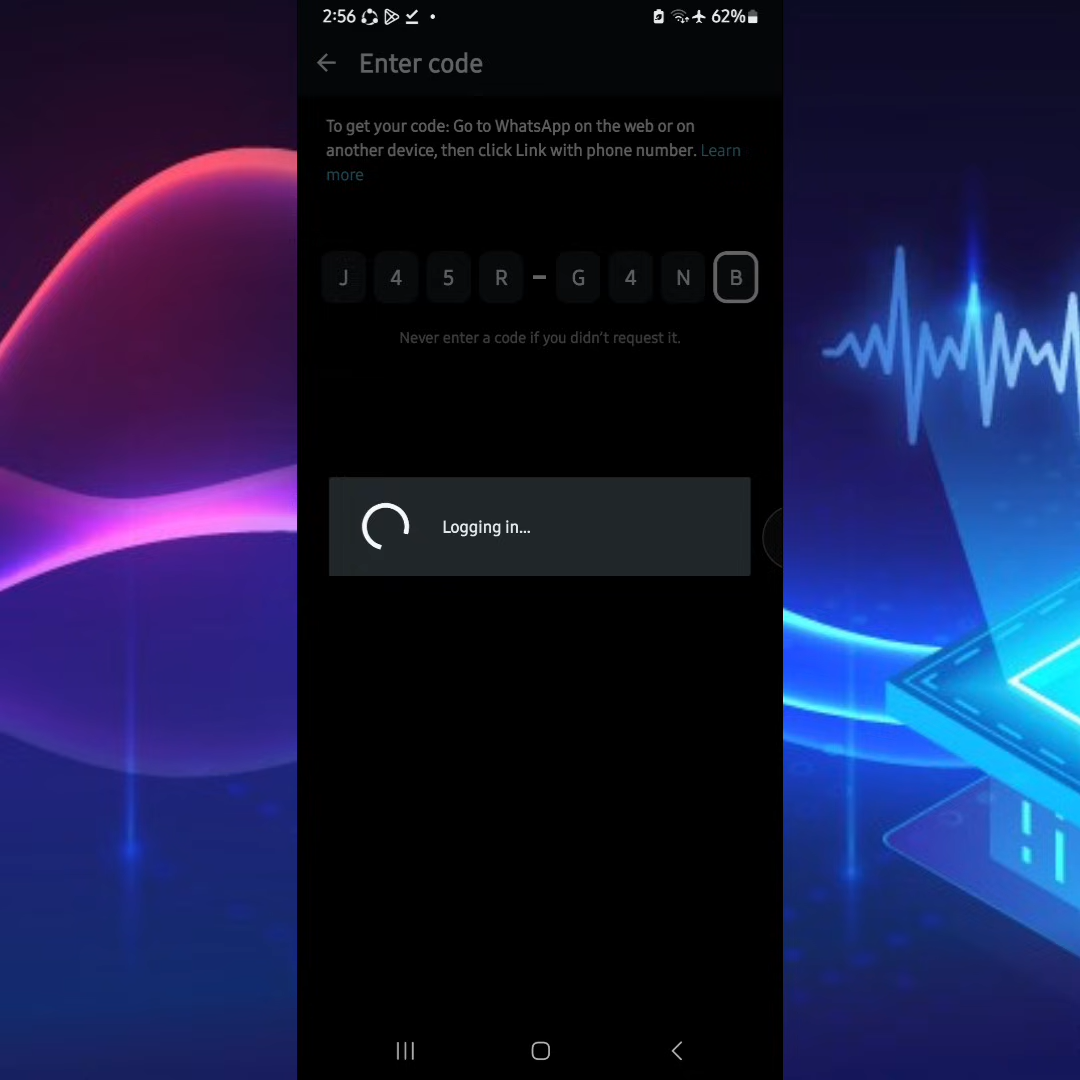 2:56 62%
Enter code
To get your code: Go to WhatsApp on the web or on
another device, then click Link with phone number. Learn
more
J 4 5 R - G 4 N B
Never enter a code if you didn't request it.
Logging in...